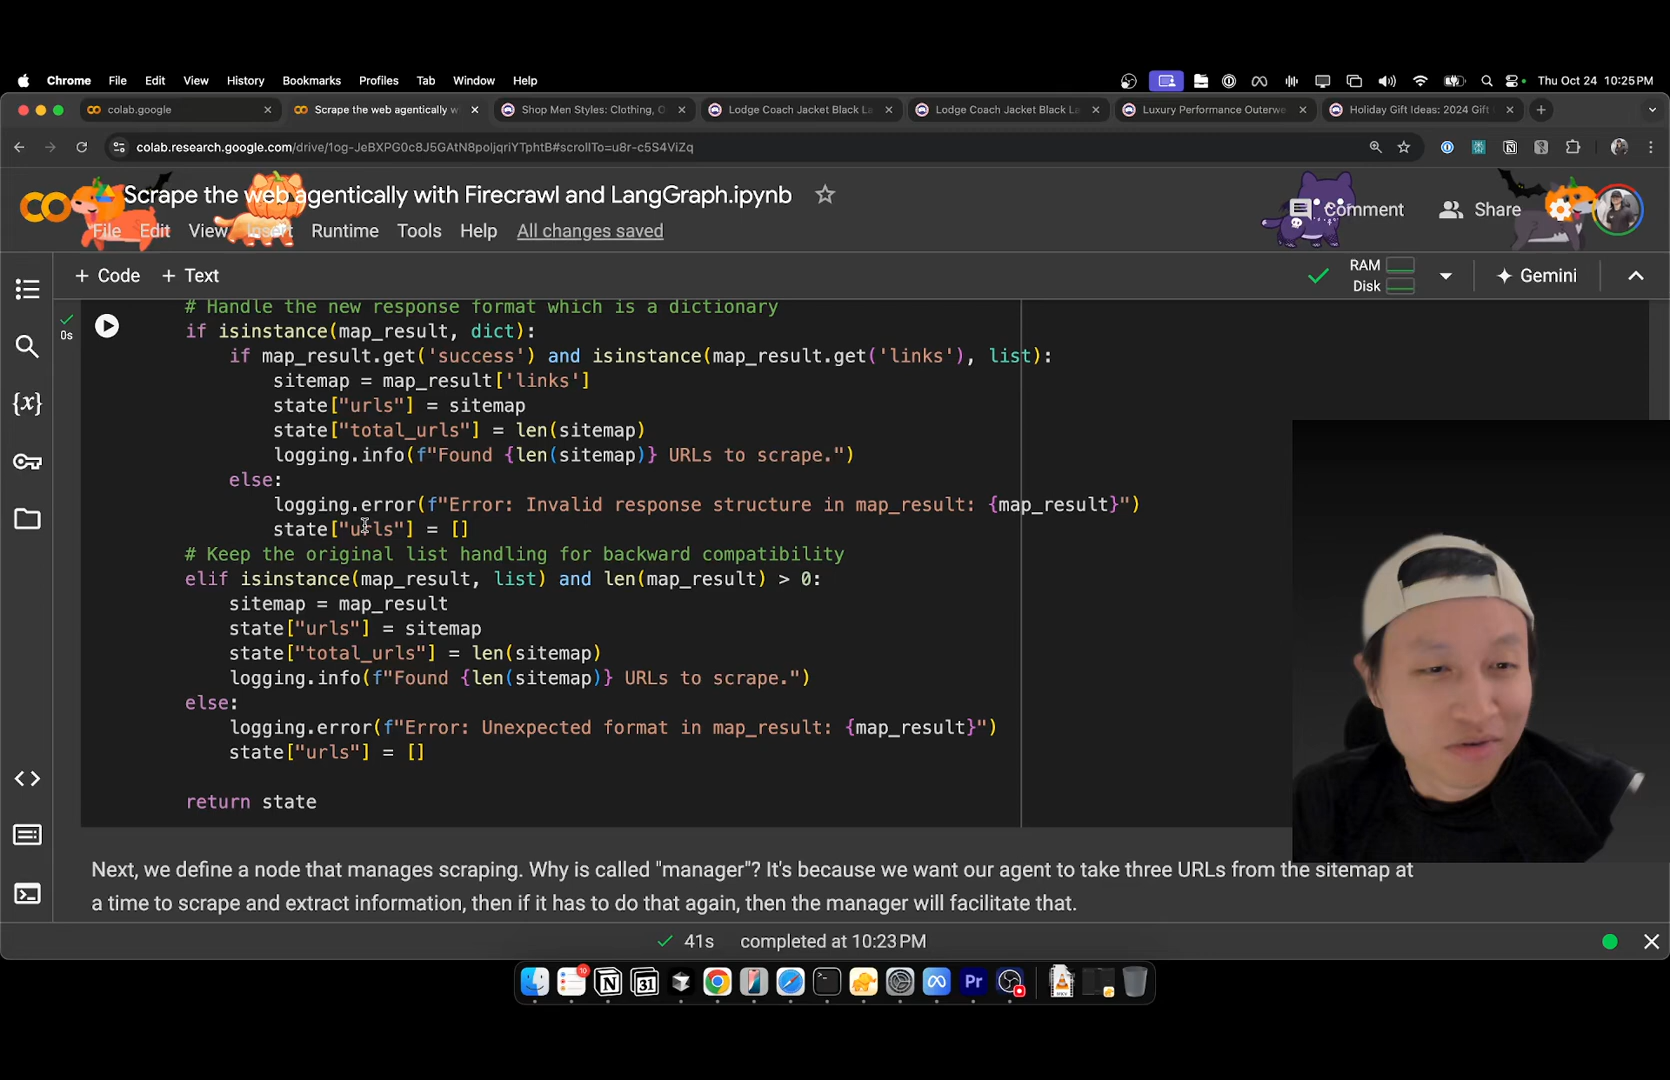 Chrome File Edit View History Bookmarks Profiles Tab Window Help Thu Oct 24 10:25 PM
colab.google
Scrape the web agentically w
Shop Men Styles: Clothing, O
Lodge Coach Jacket Black La
Lodge Coach Jacket Black La
Luxury Performance Outerwe
Holiday Gift Ideas: 2024 Gift
colab.research.google.com/drive/1og-JeBXPG0c8J5GAtN8poljqriYTphtB#scrollTo=u8r-c5S4ViZq
Scrape the web agentically with Firecrawl and LangGraph.ipynb
Comment
Share
File Edit View Insert Runtime Tools Help All changes saved
+ Code + Text
RAM
Disk
Gemini
0s
# Handle the new response format which is a dictionary
if isinstance(map_result, dict):
if map_result.get('success') and isinstance(map_result.get('links'), list):
sitemap = map_result['links']
state["urls"] = sitemap
state["total_urls"] = len(sitemap)
logging.info(f"Found {len(sitemap)} URLs to scrape.")
else:
logging.error(f"Error: Invalid response structure in map_result: {map_result}")
state["urls"] = []
# Keep the original list handling for backward compatibility
elif isinstance(map_result, list) and len(map_result) > 0:
sitemap = map_result
state["urls"] = sitemap
state["total_urls"] = len(sitemap)
logging.info(f"Found {len(sitemap)} URLs to scrape.")
else:
logging.error(f"Error: Unexpected format in map_result: {map_result}")
state["urls"] = []
return state
Next, we define a node that manages scraping. Why is called "manager"? It's because we want our agent to take three URLs from the sitemap at
a time to scrape and extract information, then if it has to do that again, then the manager will facilitate that.
41s completed at 10:23 PM
10
31
Pr